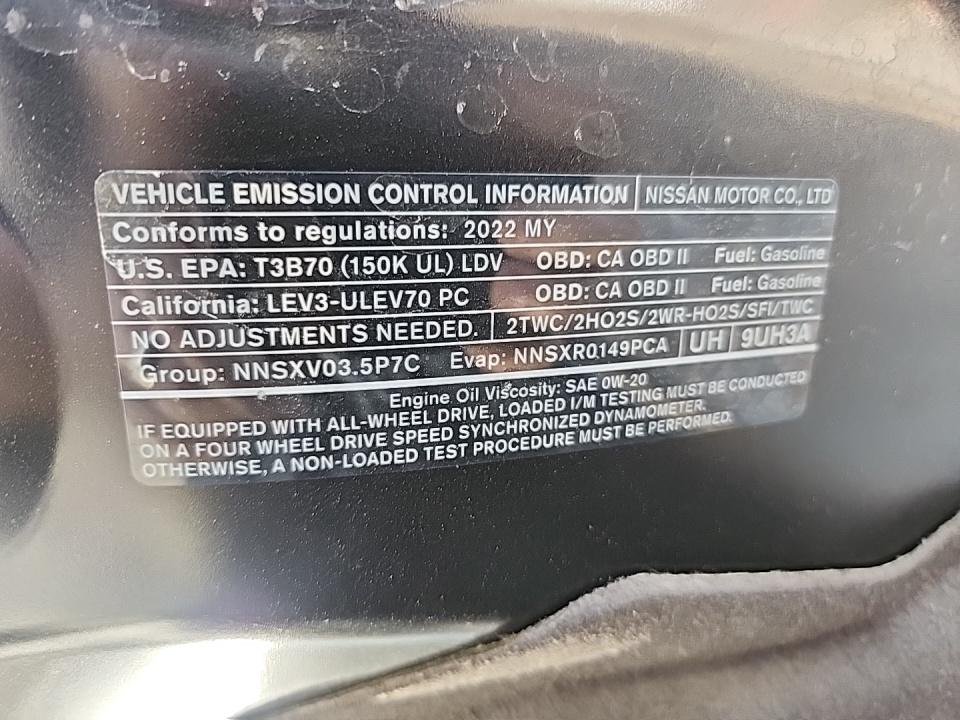 VEHICLE EMISSION CONTROL INFORMATION NISSAN MOTOR CO., LTD
Conforms to regulations: 2022 MY
U.S. EPA: T3B70 (150K UL) LDV OBD: CA OBD II Fuel: Gasoline
California: LEV3-ULEV70 PC OBD: CA OBD II Fuel: Gasoline
NO ADJUSTMENTS NEEDED. 2TWC/2HO2S/2WR-HO2S/SFI/TWC
Group: NNSXV03.5P7C Evap: NNSXR0149PCA UH 9UH3A
Engine Oil Viscosity: SAE 0W-20
IF EQUIPPED WITH ALL-WHEEL DRIVE, LOADED I/M TESTING MUST BE CONDUCTED
ON A FOUR WHEEL DRIVE SPEED SYNCHRONIZED DYNAMOMETER.
OTHERWISE, A NON-LOADED TEST PROCEDURE MUST BE PERFORMED.